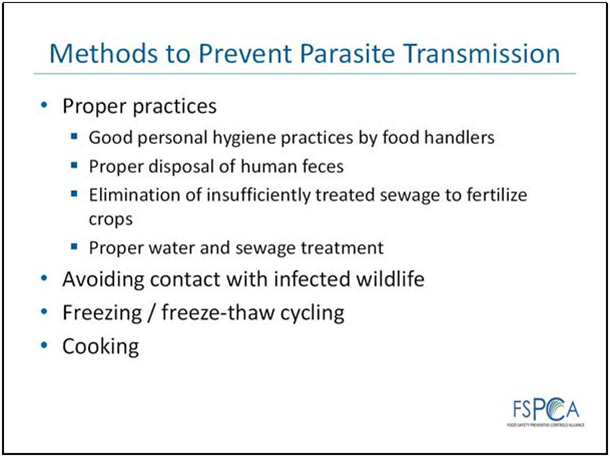 Methods to Prevent Parasite Transmission
• Proper practices
▪ Good personal hygiene practices by food handlers
▪ Proper disposal of human feces
▪ Elimination of insufficiently treated sewage to fertilize
crops
▪ Proper water and sewage treatment
• Avoiding contact with infected wildlife
• Freezing / freeze-thaw cycling
• Cooking
FSPCA
FOOD SAFETY PREVENTIVE CONTROLS ALLIANCE